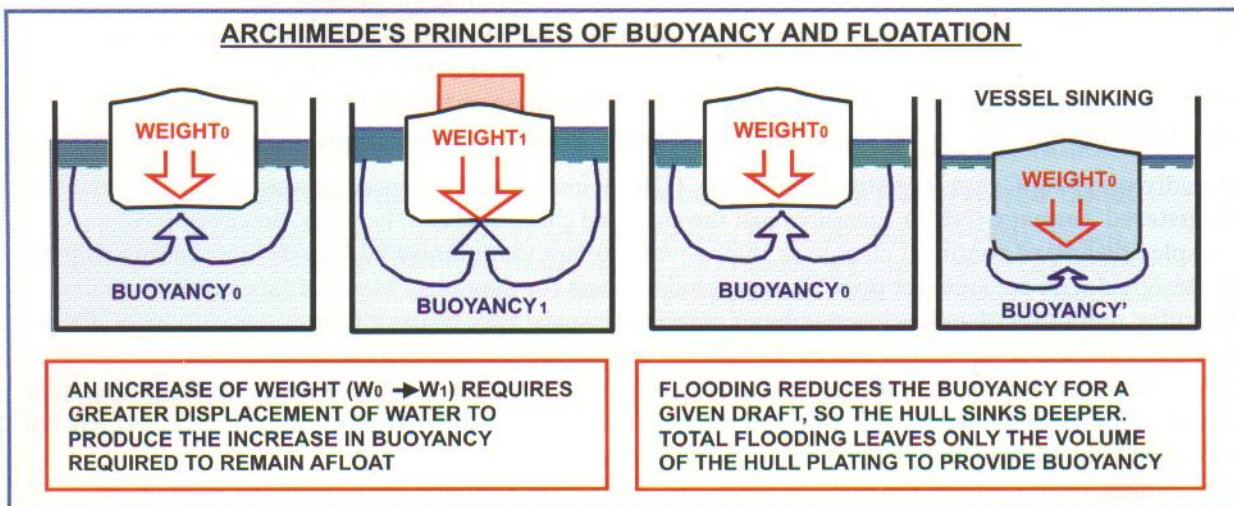 ARCHIMEDE'S PRINCIPLES OF BUOYANCY AND FLOATATION
WEIGHT₀
BUOYANCY₀
WEIGHT₁
BUOYANCY₁
WEIGHT₀
BUOYANCY₀
VESSEL SINKING
WEIGHT₀
BUOYANCY'
AN INCREASE OF WEIGHT (W₀ →W₁) REQUIRES
GREATER DISPLACEMENT OF WATER TO
PRODUCE THE INCREASE IN BUOYANCY
REQUIRED TO REMAIN AFLOAT
FLOODING REDUCES THE BUOYANCY FOR A
GIVEN DRAFT, SO THE HULL SINKS DEEPER.
TOTAL FLOODING LEAVES ONLY THE VOLUME
OF THE HULL PLATING TO PROVIDE BUOYANCY